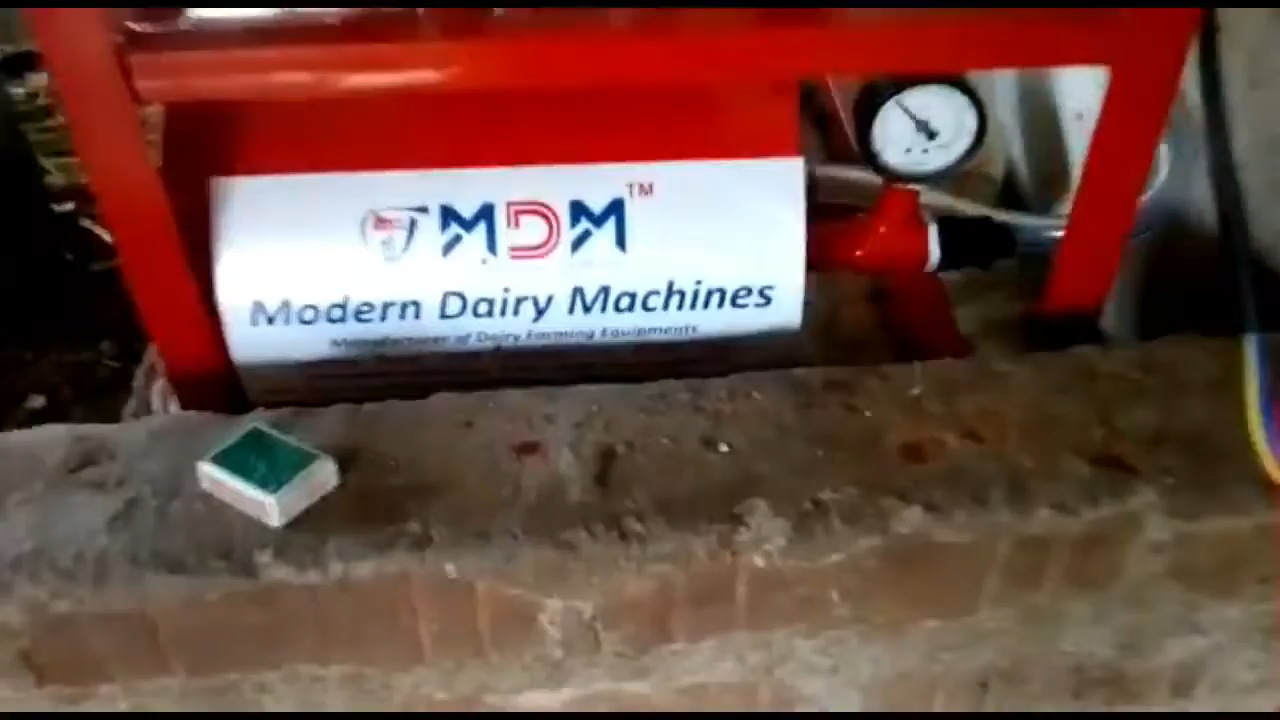 MDM™
Modern Dairy Machines
Manufacturer of Dairy Farming Equipments